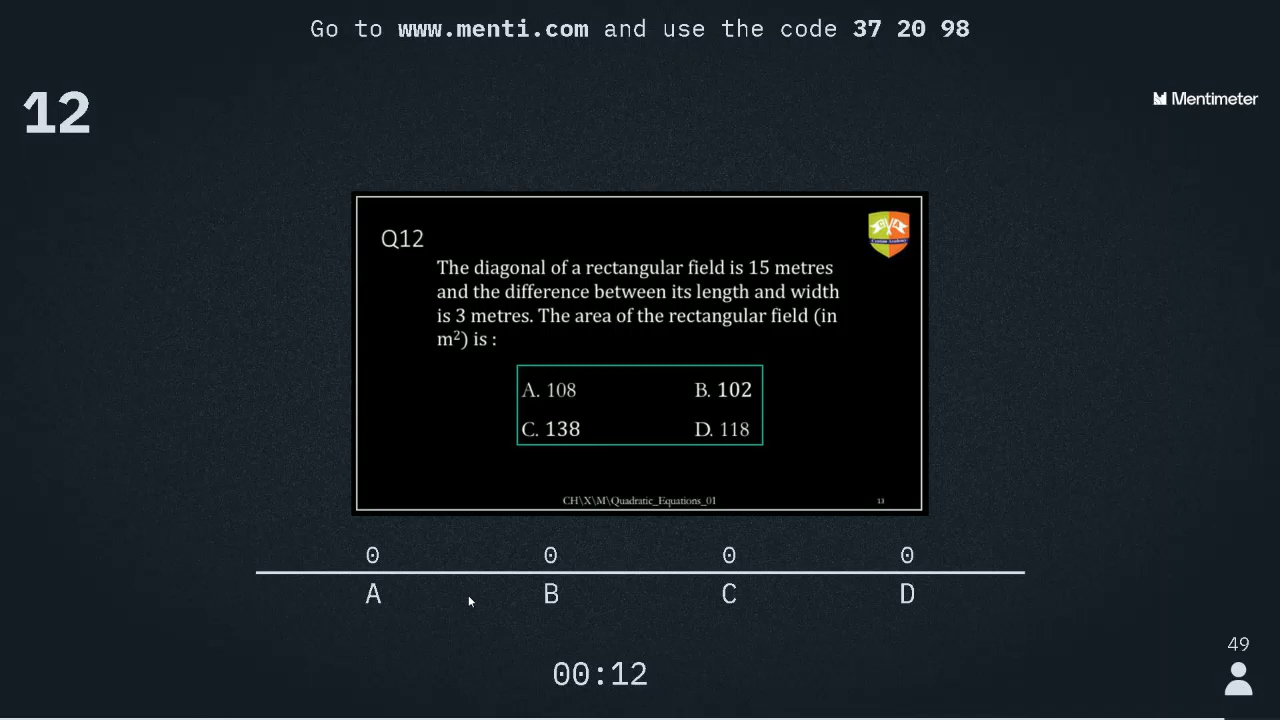 Go to www.menti.com and use the code 37 20 98
12
Mentimeter
Q12
The diagonal of a rectangular field is 15 metres
and the difference between its length and width
is 3 metres. The area of the rectangular field (in
m²) is :
A. 108 B. 102
C. 138 D. 118
CH\X\M\Quadratic_Equations_01 13
0 0 0 0
A B C D
49
00:12